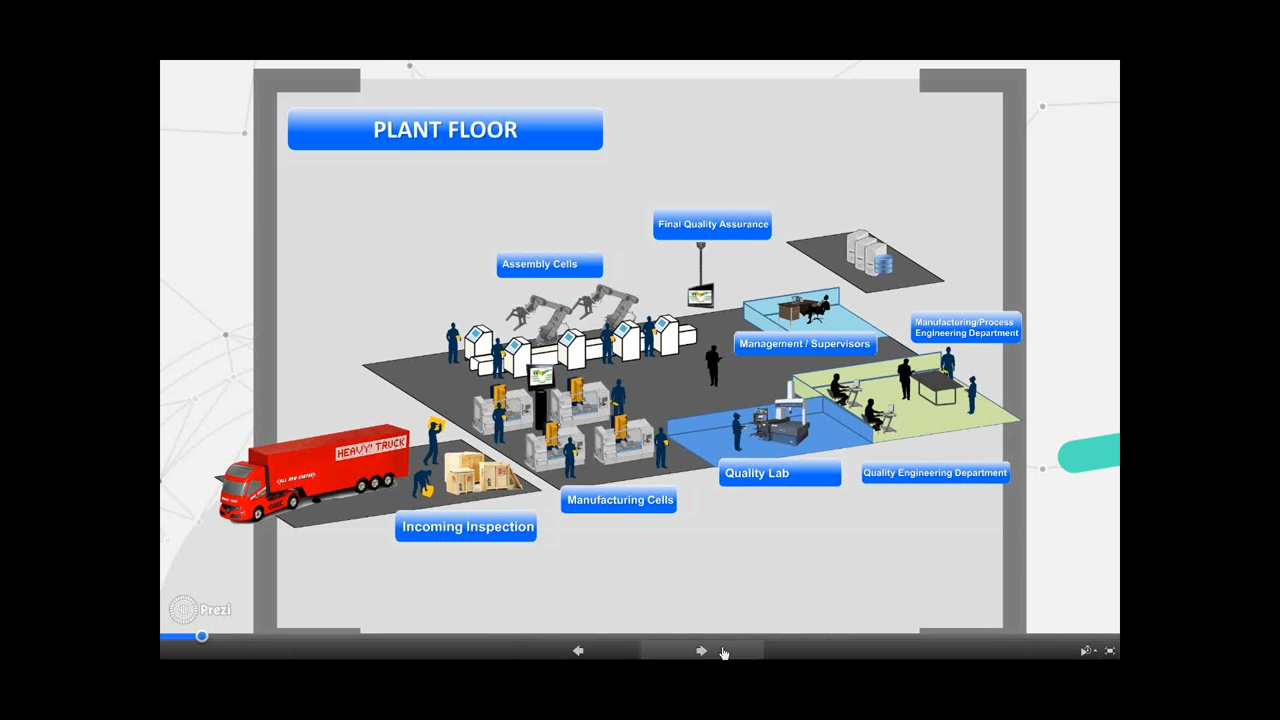 PLANT FLOOR
Final Quality Assurance
Assembly Cells
Manufacturing/Process
Engineering Department
Management / Supervisors
HEAVY' TRUCK
Quality Lab
Quality Engineering Department
Manufacturing Cells
Incoming Inspection
Prezi